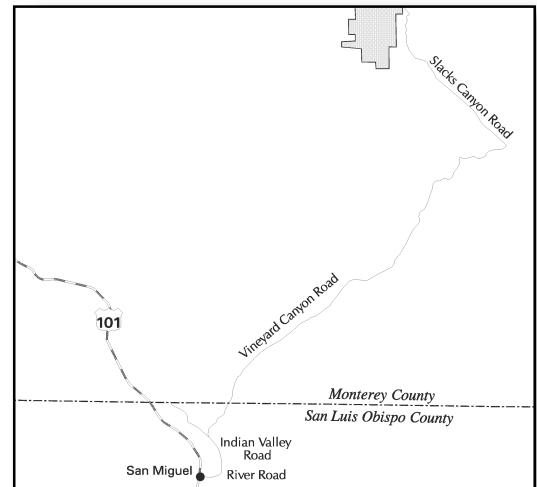 Slacks Canyon Road
Vineyard Canyon Road
101
Monterey County
San Luis Obispo County
Indian Valley
Road
San Miguel
River Road